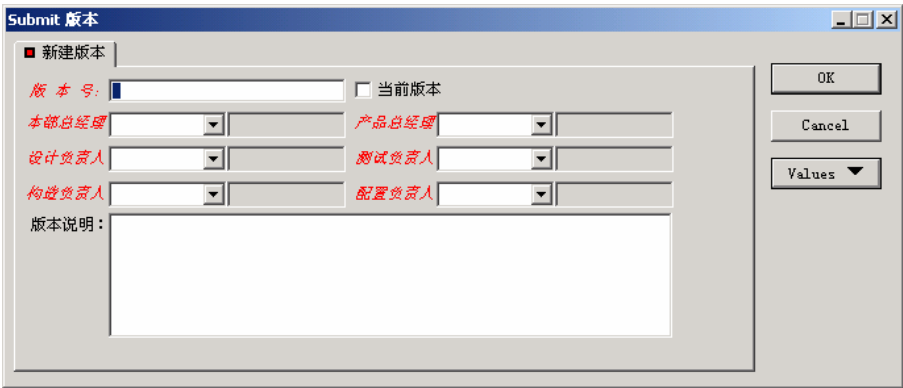 Submit 版本
新建版本
版 本 号: 当前版本 OK
本部总经理 产品总经理 Cancel
设计负责人 测试负责人 Values
构造负责人 配置负责人
版本说明：